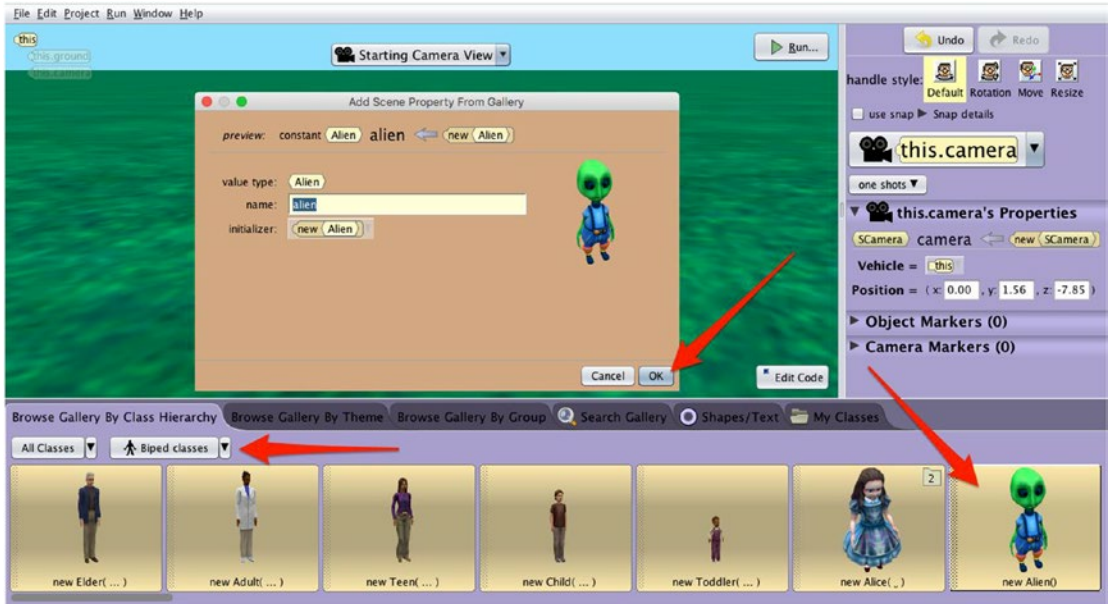 File Edit Project Run Window Help
this
this.ground
this.camera
Starting Camera View
Run...
Undo Redo
handle style:
Default Rotation Move Resize
use snap Snap details
this.camera
one shots
this.camera's Properties
SCamera camera new SCamera
Vehicle = this
Position = ( x: 0.00 , y: 1.56 , z: -7.85 )
Object Markers (0)
Camera Markers (0)
Add Scene Property From Gallery
preview: constant Alien alien new Alien
value type: Alien
name: alien
initializer: new Alien
Cancel OK
Edit Code
Browse Gallery By Class Hierarchy Browse Gallery By Theme Browse Gallery By Group Search Gallery Shapes/Text My Classes
All Classes Biped classes
2
new Elder( ... ) new Adult( ... ) new Teen( ... ) new Child( ... ) new Toddler( ... ) new Alice( _ ) new Alien()